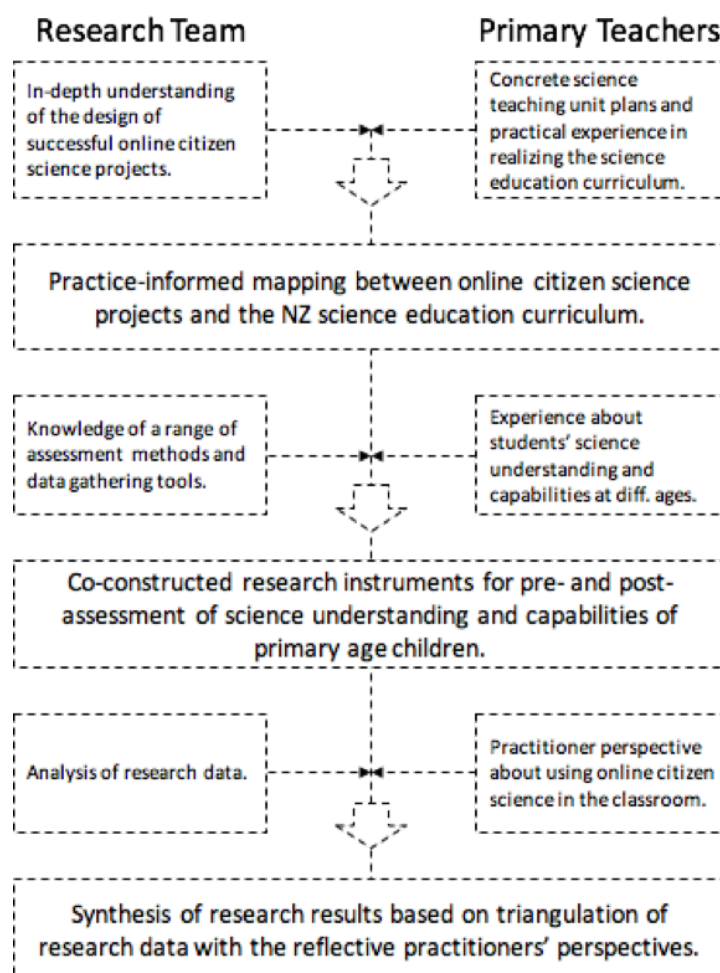 Research Team
Primary Teachers
In-depth understanding
of the design of
successful online citizen
science projects.
Concrete science
teaching unit plans and
practical experience in
realizing the science
education curriculum.
Practice-informed mapping between online citizen science
projects and the NZ science education curriculum.
Knowledge of a range of
assessment methods and
data gathering tools.
Experience about
students’ science
understanding and
capabilities at diff. ages.
Co-constructed research instruments for pre- and post-
assessment of science understanding and capabilities of
primary age children.
Analysis of research data.
Practitioner perspective
about using online citizen
science in the classroom.
Synthesis of research results based on triangulation of
research data with the reflective practitioners’ perspectives.